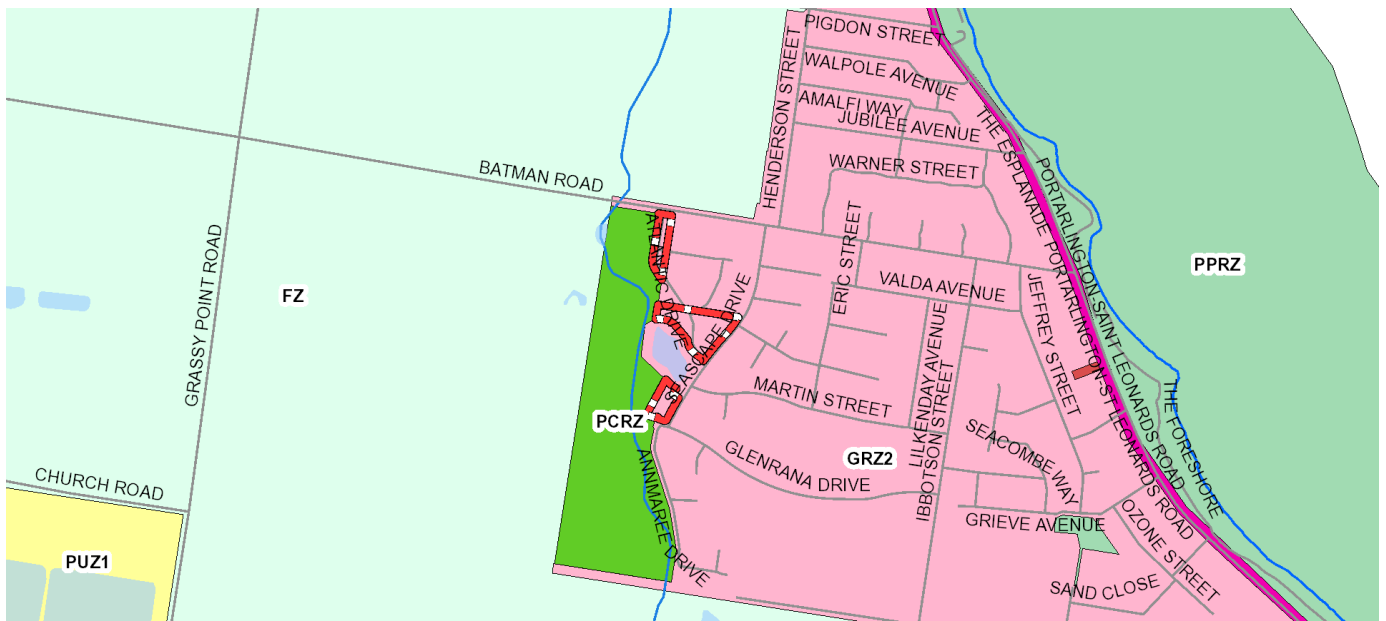 PIGDON STREET
WALPOLE AVENUE
AMALFI WAY
JUBILEE AVENUE
HENDERSON STREET
WARNER STREET
BATMAN ROAD
THE ESPLANADE PORTARLINGTON-ST LEONARDS ROAD
PORTARLINGTON-SAINT LEONARDS ROAD
THE FORESHORE
PPRZ
GRASSY POINT ROAD
FZ
ATLANTIC DRIVE
SEASCAPE DRIVE
ERIC STREET
VALDA AVENUE
JEFFREY STREET
LILKENDAY AVENUE
IBBOTSON STREET
MARTIN STREET
PCRZ
GLENRANA DRIVE
GRZ2
SEACOMBE WAY
CHURCH ROAD
ANNMAREE DRIVE
GRIEVE AVENUE
OZONE STREET
PUZ1
SAND CLOSE